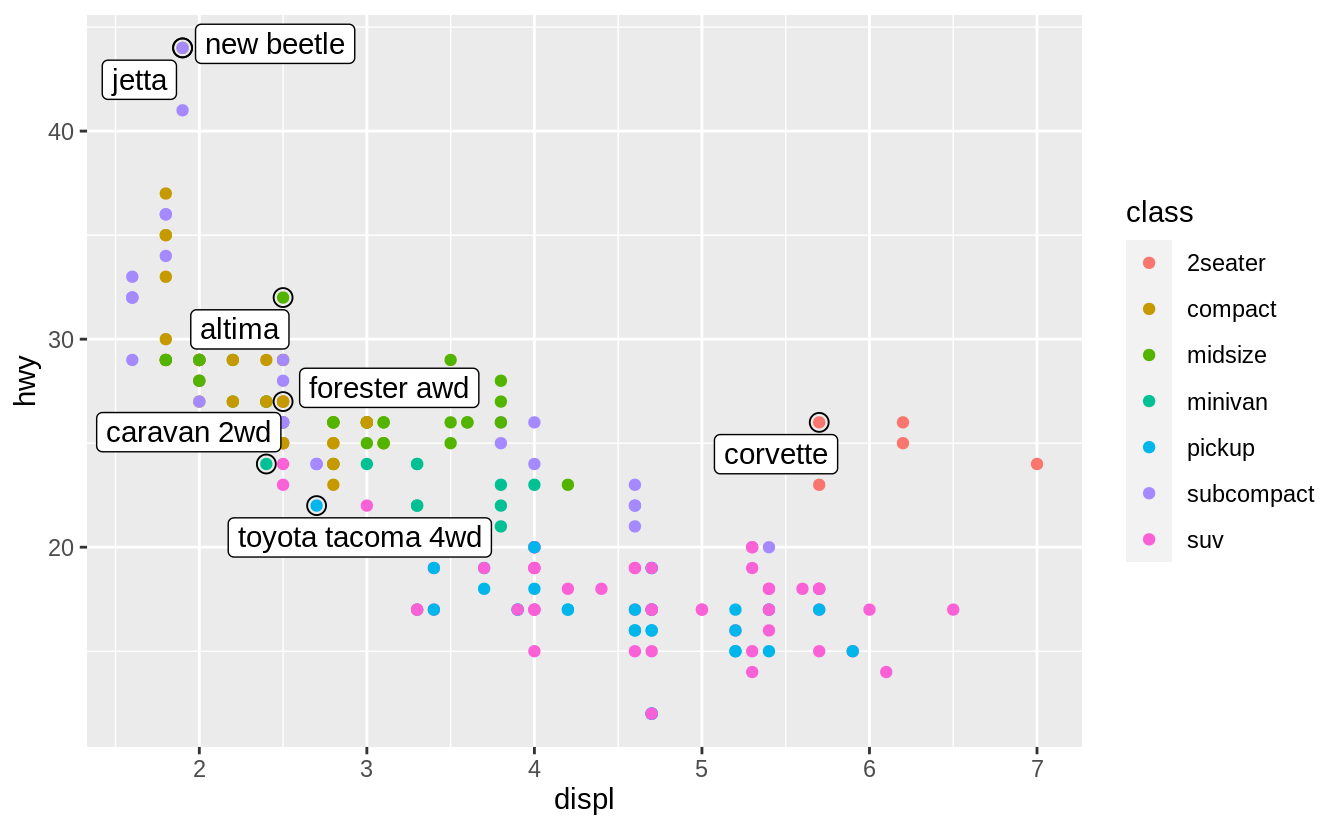 new beetle
jetta
altima
forester awd
caravan 2wd
corvette
toyota tacoma 4wd
40
30
20
hwy
2
3
4
5
6
7
displ
class
2seater
compact
midsize
minivan
pickup
subcompact
suv